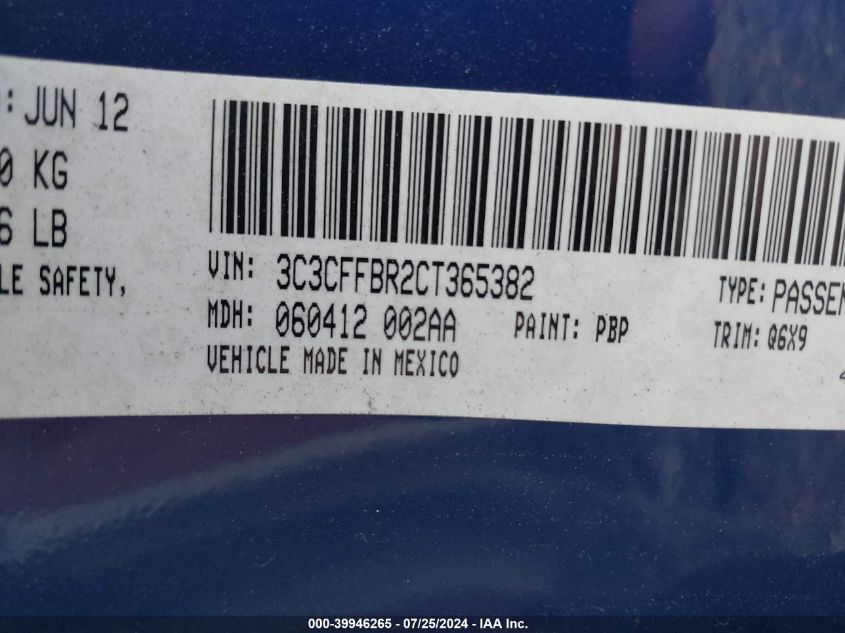 : JUN 12
0 KG
6 LB
LE SAFETY,
VIN: 3C3CFFBR2CT365382
TYPE: PASSEN
MDH: 060412 002AA
PAINT: PBP
TRIM: Q6X9
VEHICLE MADE IN MEXICO
000-39946265 - 07/25/2024 - IAA Inc.